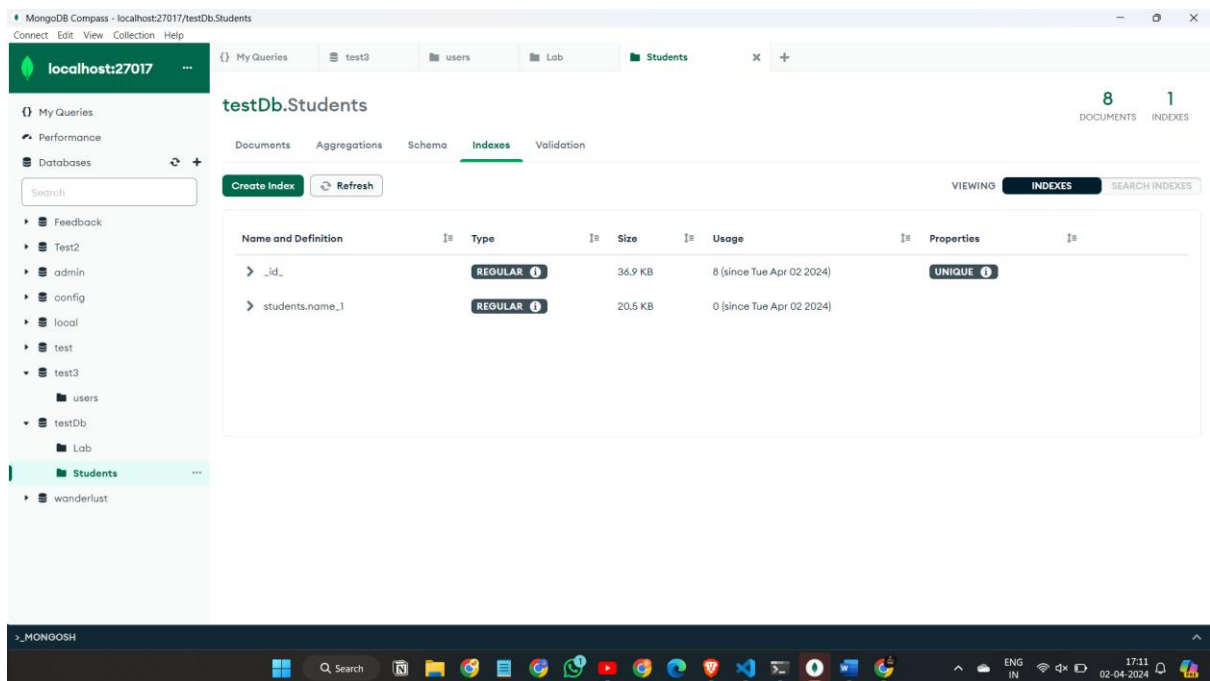 MongoDB Compass - localhost:27017/testDb.Students
Connect Edit View Collection Help
localhost:27017 ...
{} My Queries
test3
users
Lab
Students
{} My Queries
Performance
Databases
Search
Feedback
Test2
admin
config
local
test
test3
users
testDb
Lab
Students ...
wanderlust
testDb.Students
8 1
DOCUMENTS INDEXES
Documents Aggregations Schema Indexes Validation
Create Index Refresh
VIEWING INDEXES SEARCH INDEXES
Name and Definition Type Size Usage Properties
_id_ REGULAR 36.9 KB 8 (since Tue Apr 02 2024) UNIQUE
students.name_1 REGULAR 20.5 KB 0 (since Tue Apr 02 2024)
>_MONGOSH
Search
ENG
IN
17:11
02-04-2024